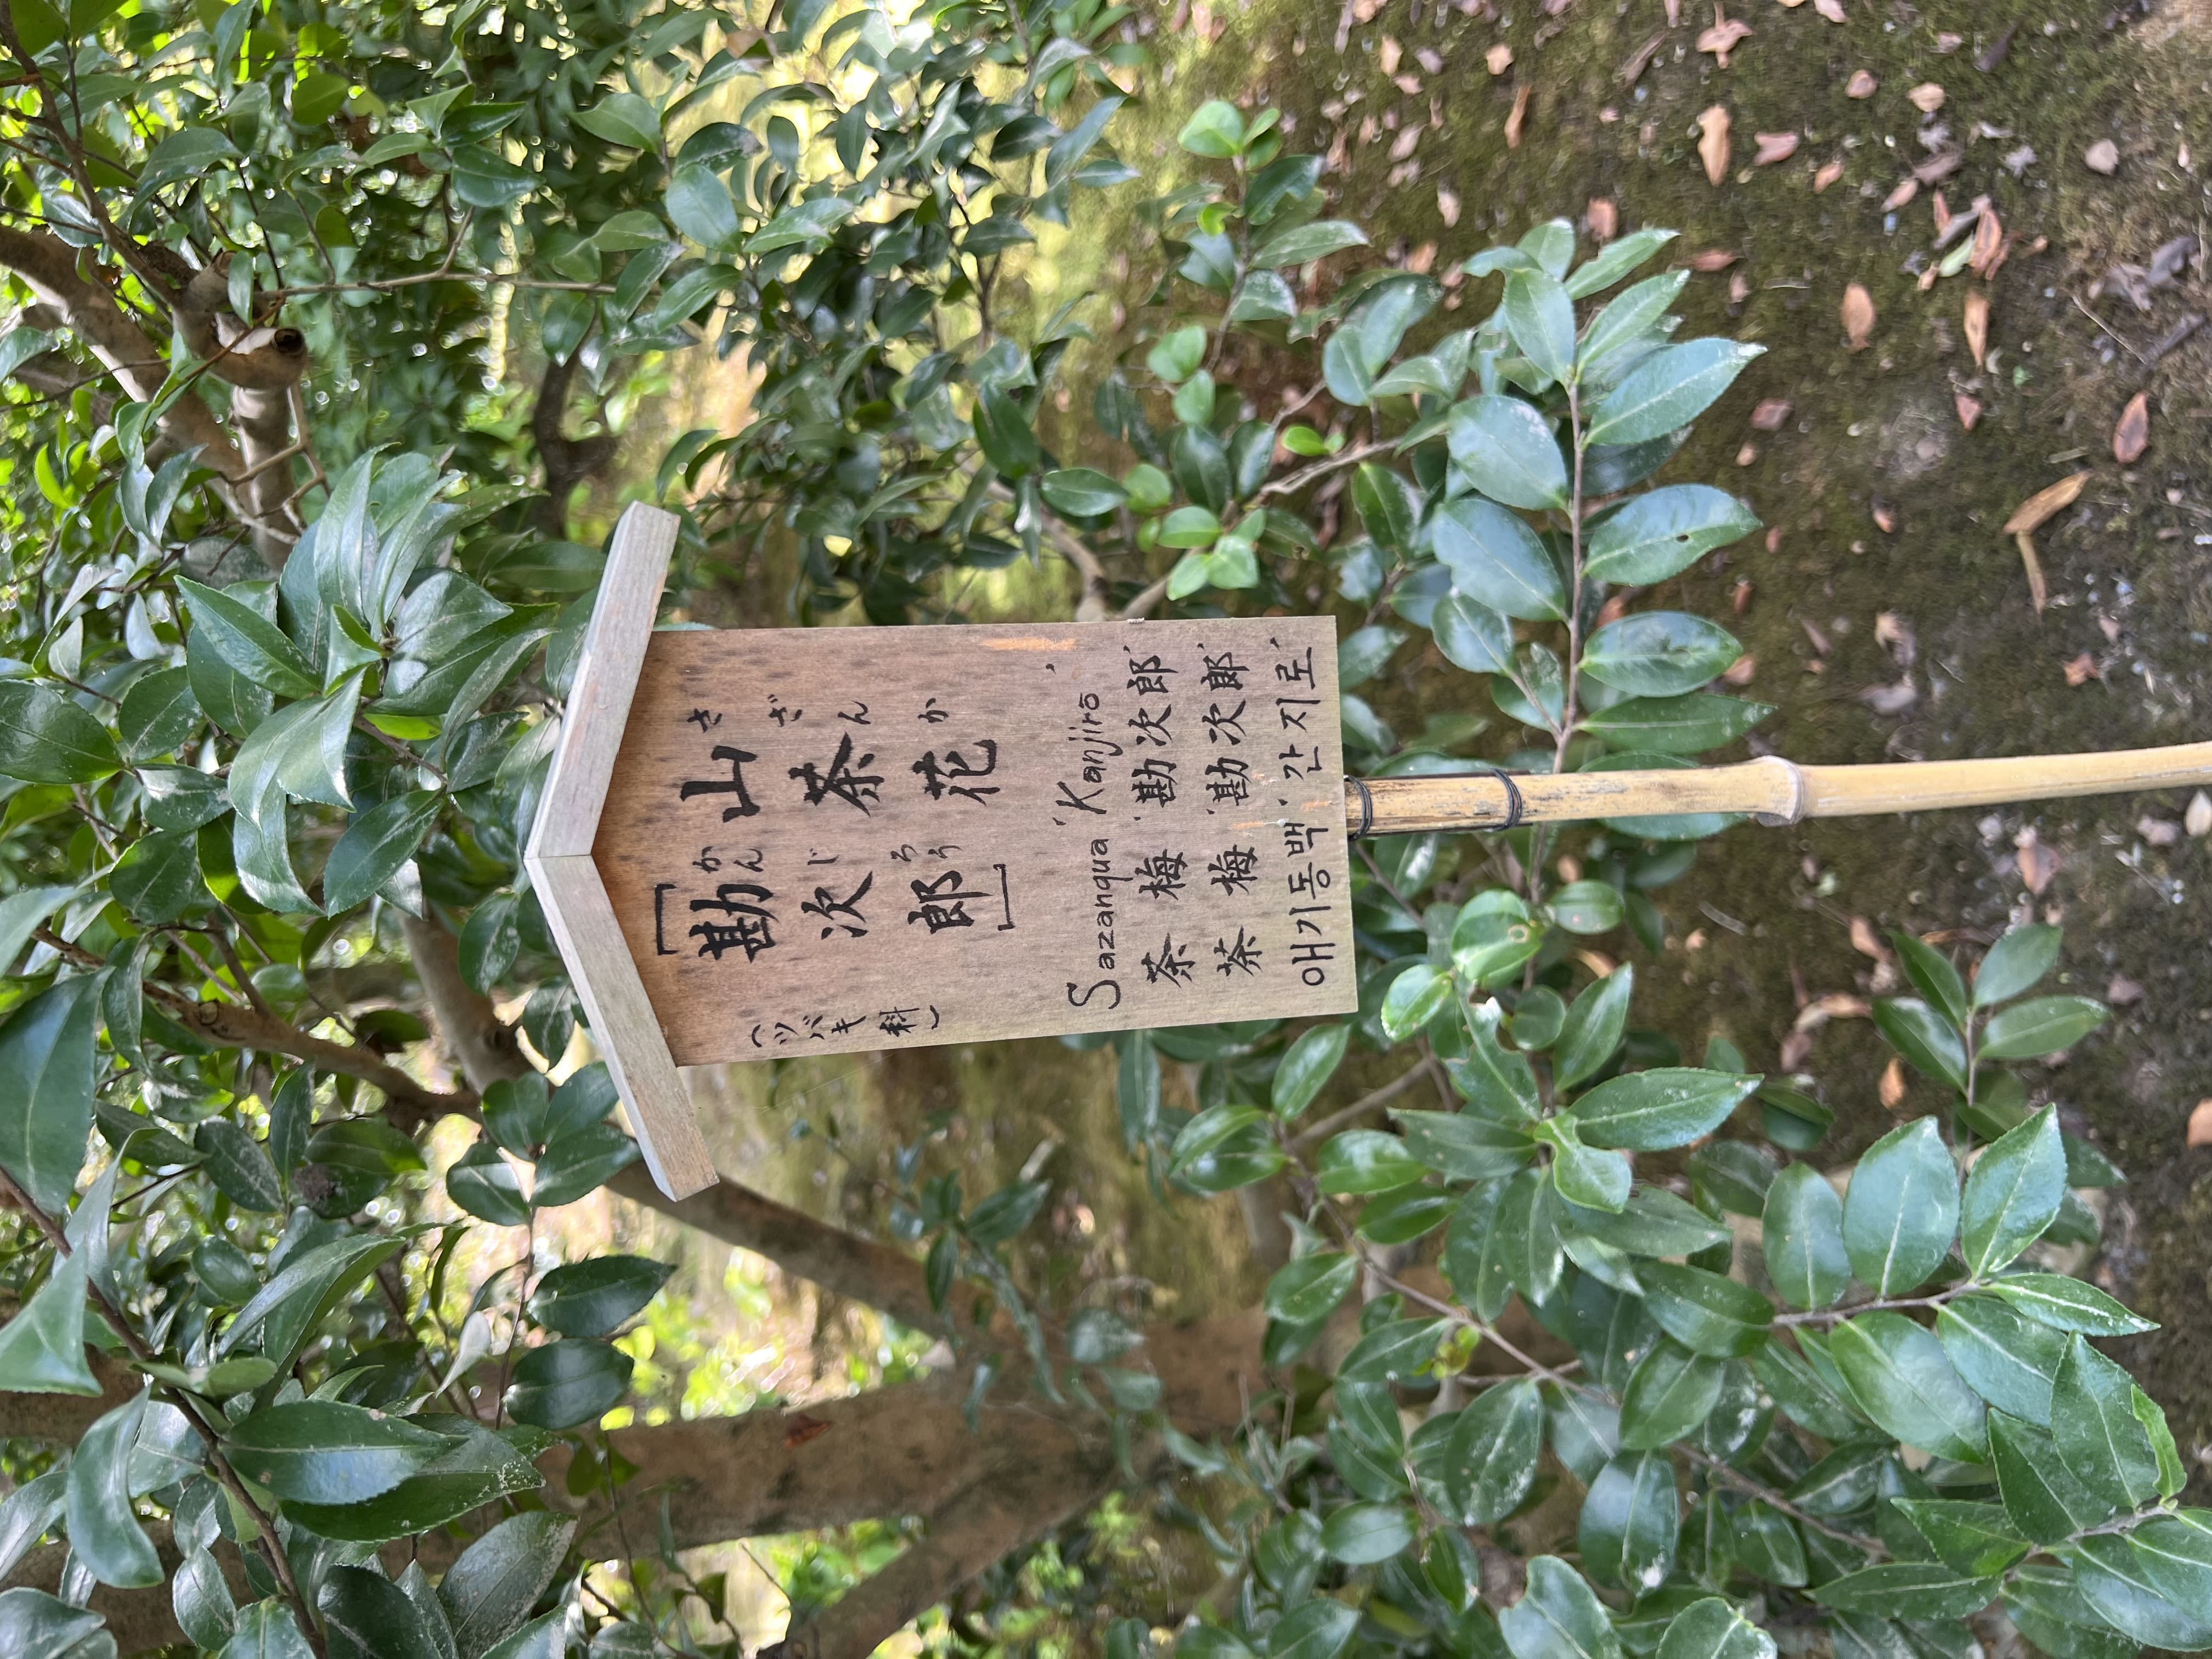 山茶花
さざんか
[勘次郎]
かんじろう
(ツバキ科)
Sazanqua 'Kanjirō'
茶 梅 '勘次郎'
茶 梅 '勘次郎'
애기동백 '간지로'